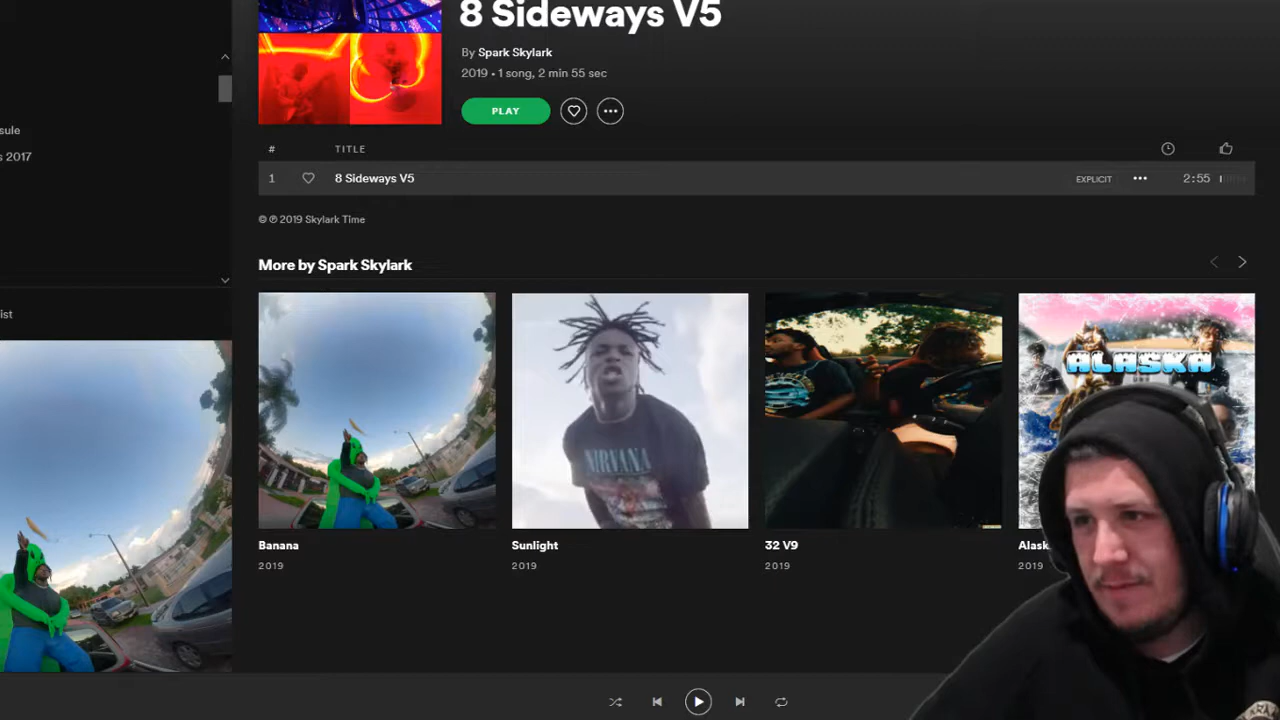 8 Sideways V5
By Spark Skylark
2019 • 1 song, 2 min 55 sec
PLAY
# TITLE
1 8 Sideways V5 EXPLICIT 2:55
© ℗ 2019 Skylark Time
More by Spark Skylark
NIRVANA
ALASKA
Banana
2019
Sunlight
2019
32 V9
2019
Alask
2019
sule
s 2017
ist